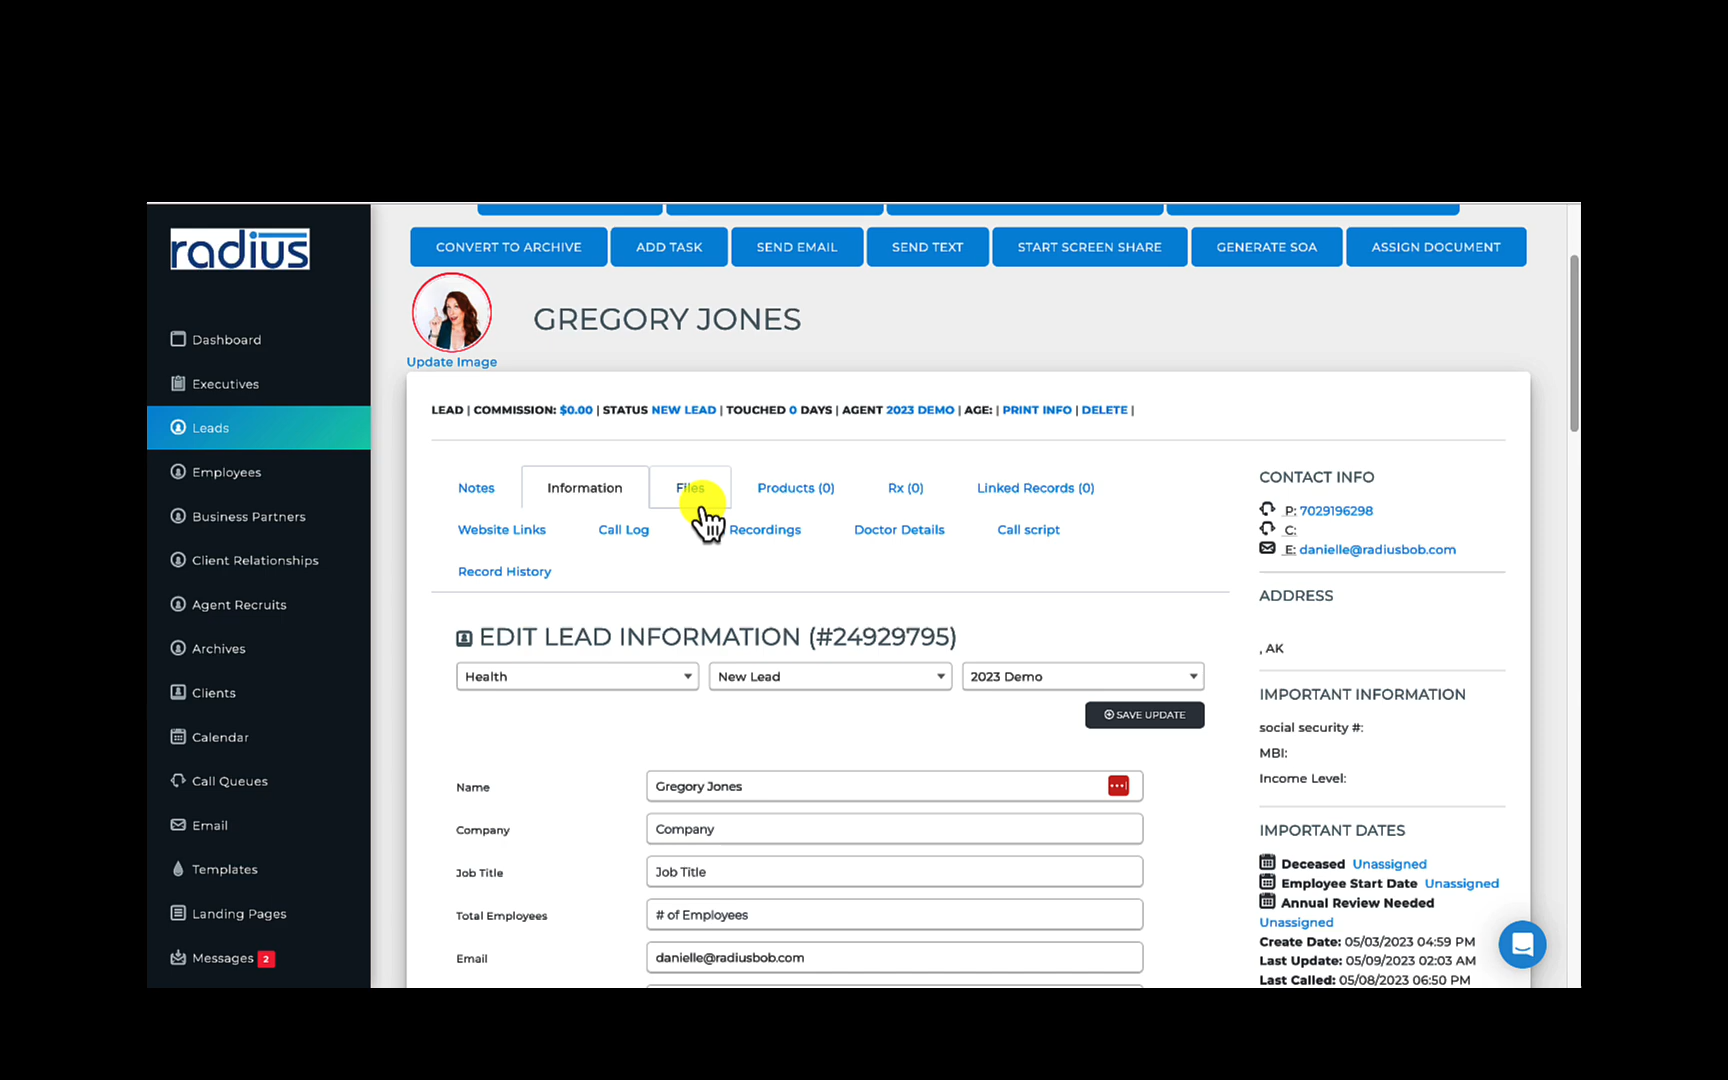 radius
Dashboard
Executives
Leads
Employees
Business Partners
Client Relationships
Agent Recruits
Archives
Clients
Calendar
Call Queues
Email
Templates
Landing Pages
Messages 2
CONVERT TO ARCHIVE ADD TASK SEND EMAIL SEND TEXT START SCREEN SHARE GENERATE SOA ASSIGN DOCUMENT
GREGORY JONES
Update Image
LEAD | COMMISSION: $0.00 | STATUS NEW LEAD | TOUCHED 0 DAYS | AGENT 2023 DEMO | AGE: | PRINT INFO | DELETE |
Notes Information Files Products (0) Rx (0) Linked Records (0)
Website Links Call Log Recordings Doctor Details Call script
Record History
EDIT LEAD INFORMATION (#24929795)
Health New Lead 2023 Demo
SAVE UPDATE
Name Gregory Jones
Company Company
Job Title Job Title
Total Employees # of Employees
Email danielle@radiusbob.com
CONTACT INFO
P: 7029196298
C:
E: danielle@radiusbob.com
ADDRESS
, AK
IMPORTANT INFORMATION
social security #:
MBI:
Income Level:
IMPORTANT DATES
Deceased Unassigned
Employee Start Date Unassigned
Annual Review Needed
Unassigned
Create Date: 05/03/2023 04:59 PM
Last Update: 05/09/2023 02:03 AM
Last Called: 05/08/2023 06:50 PM